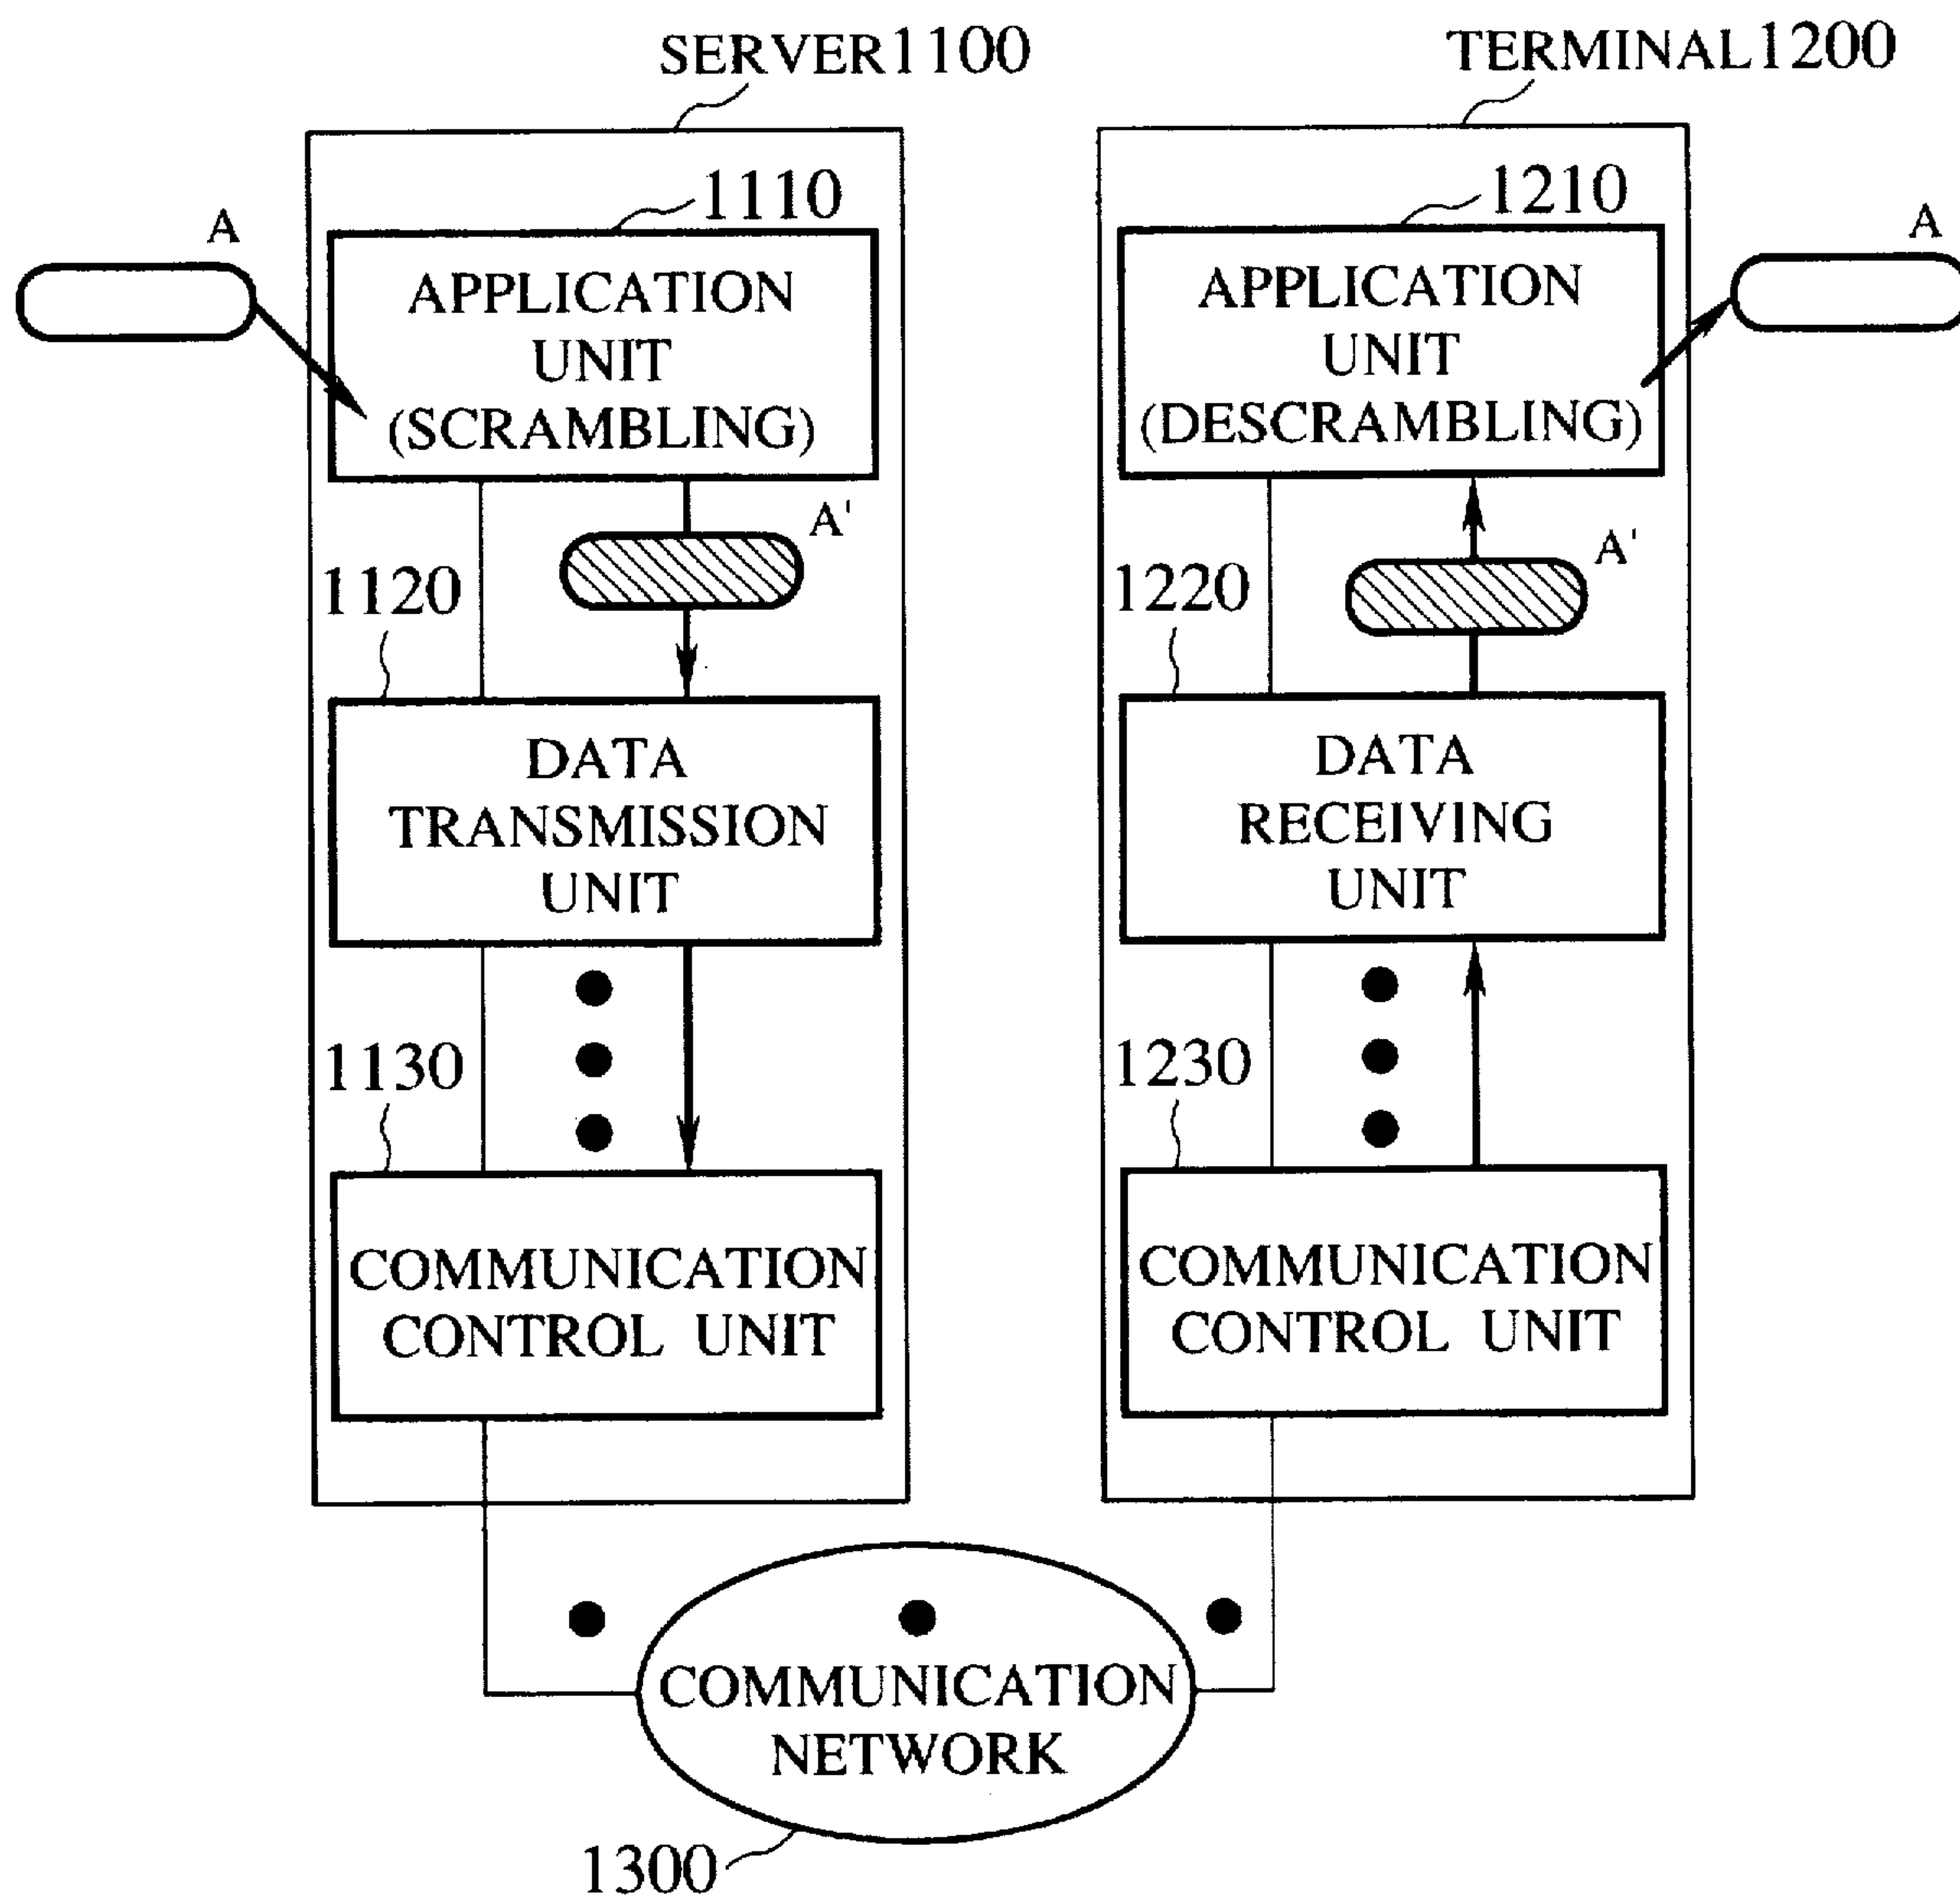 SERVER1100
TERMINAL1200
1110
1210
A
A
APPLICATION
UNIT
(SCRAMBLING)
APPLICATION
UNIT
(DESCRAMBLING)
A'
A'
1120
1220
DATA
TRANSMISSION
UNIT
DATA
RECEIVING
UNIT
1130
1230
COMMUNICATION
CONTROL UNIT
COMMUNICATION
CONTROL UNIT
COMMUNICATION
NETWORK
1300